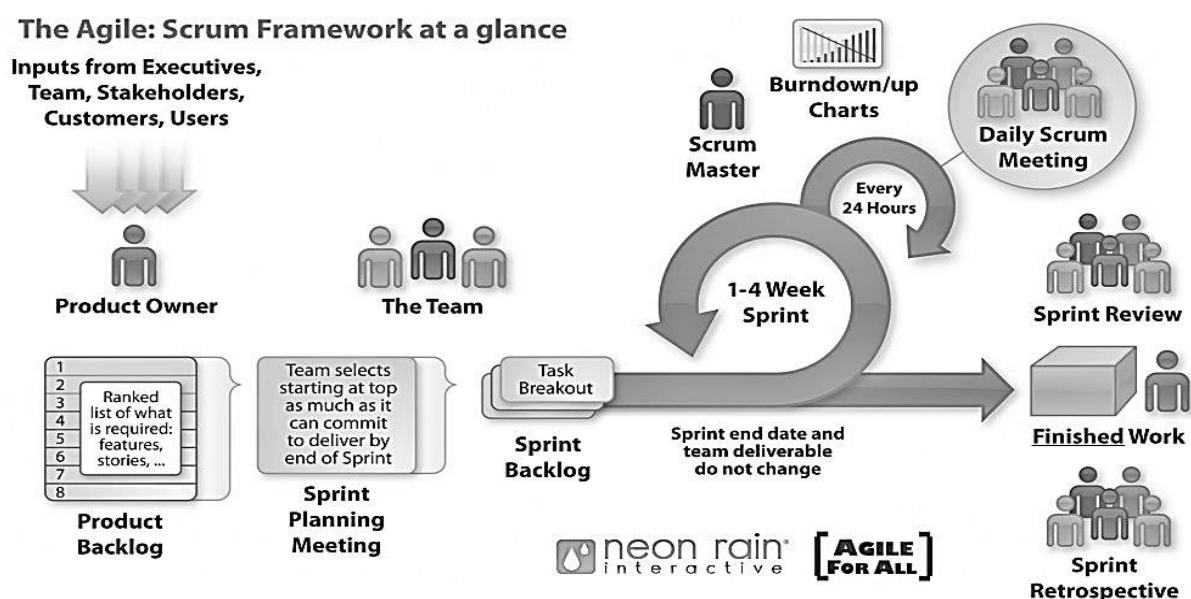 The Agile: Scrum Framework at a glance
Inputs from Executives,
Team, Stakeholders,
Customers, Users
Product Owner
The Team
Scrum
Master
Burndown/up
Charts
Daily Scrum
Meeting
Every
24 Hours
1-4 Week
Sprint
Sprint Review
1
2
3
4
5
6
7
8
Ranked
list of what
is required:
features,
stories, ...
Product
Backlog
Team selects
starting at top
as much as it
can commit
to deliver by
end of Sprint
Sprint
Planning
Meeting
Task
Breakout
Sprint
Backlog
Sprint end date and
team deliverable
do not change
Finished Work
Sprint
Retrospective
neon rain®
interactive
[AGILE
FOR ALL]